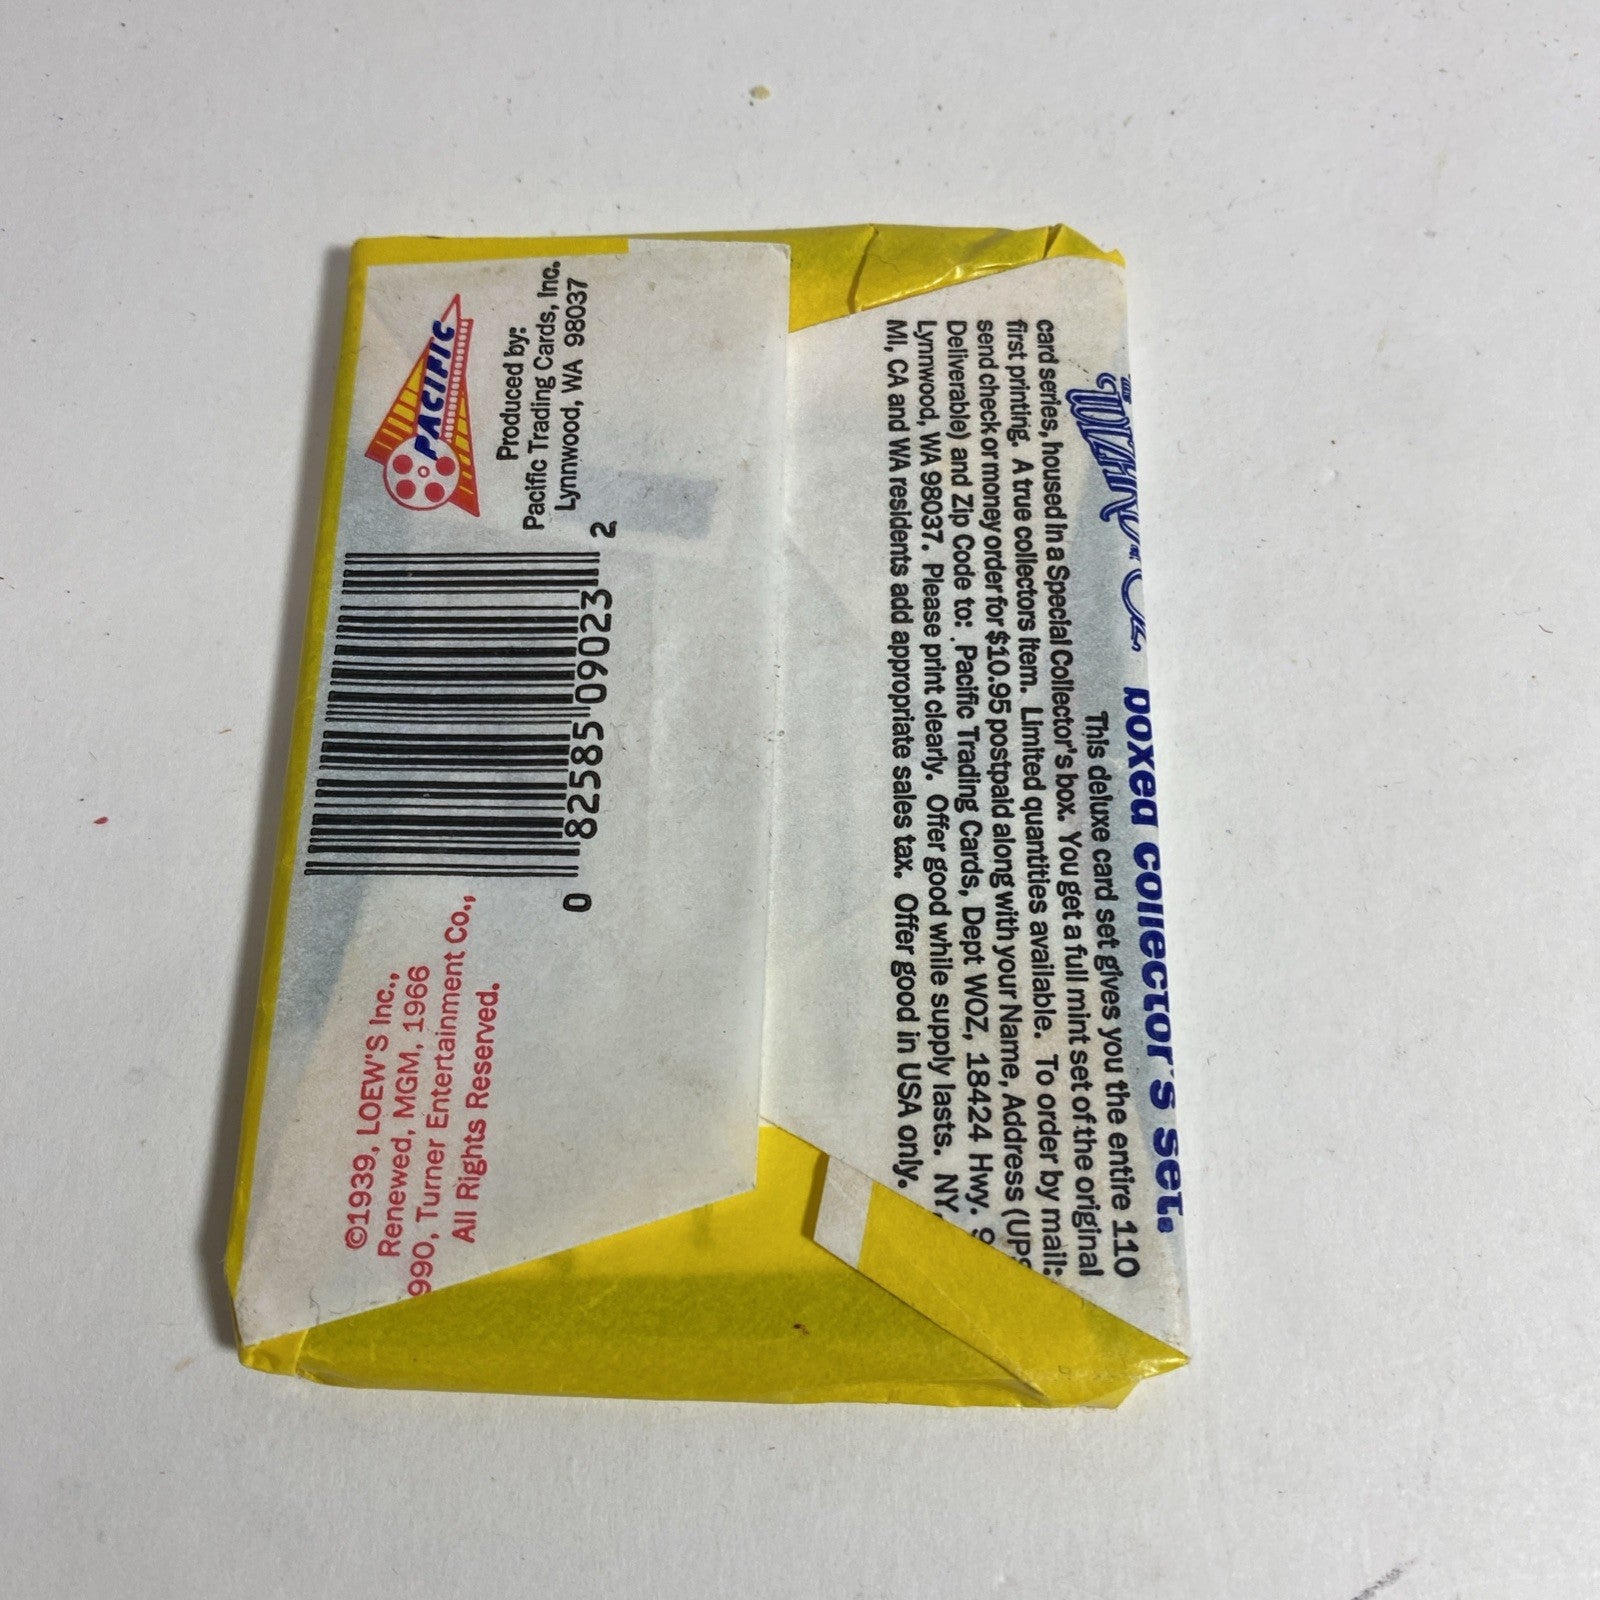 PACIFIC
Produced by:
Pacific Trading Cards, Inc.
Lynnwood, WA 98037
0 82585 09023 2
©1939, LOEW'S Inc.,
Renewed, MGM, 1966
990, Turner Entertainment Co.,
All Rights Reserved.
THE WIZARD OF OZ boxed collector's set.
This deluxe card set gives you the entire 110
card series, housed in a Special Collector's box. You get a full mint set of the original
first printing. A true collectors item. Limited quantities available. To order by mail:
send check or money order for $10.95 postpaid along with your Name, Address (UPS
Deliverable) and Zip Code to: Pacific Trading Cards, Dept WOZ, 18424 Hwy.
Lynnwood, WA 98037. Please print clearly. Offer good while supply lasts. NY,
MI, CA and WA residents add appropriate sales tax. Offer good in USA only.